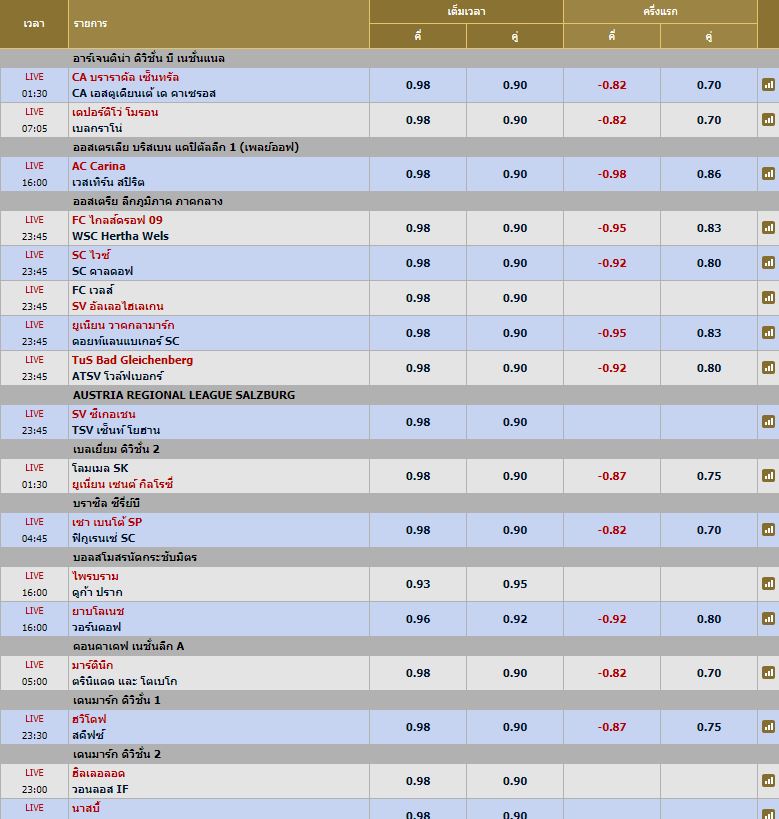 เวลา รายการ เต็มเวลา ครึ่งแรก
คี่ คู่ คี่ คู่
อาร์เจนติน่า ดิวิชั่น บี เนชั่นแนล
LIVE CA บราราคัล เซ็นทรัล
01:30 CA เอสตูเดียนเต้ เด คาเซรอส 0.98 0.90 -0.82 0.70
LIVE เดปอร์ติโว่ โมรอน
07:05 เบลกราโน่ 0.98 0.90 -0.82 0.70
ออสเตรเลีย บริสเบน แคปิตัลลีก 1 (เพลย์ออฟ)
LIVE AC Carina
16:00 เวสเทิร์น สปิริต 0.98 0.90 -0.98 0.86
ออสเตรีย ลีกภูมิภาค ภาคกลาง
LIVE FC ไกลส์ดรอฟ 09
23:45 WSC Hertha Wels 0.98 0.90 -0.95 0.83
LIVE SC ไวซ์
23:45 SC คาลดอฟ 0.98 0.90 -0.92 0.80
LIVE FC เวลส์
23:45 SV อัลเลอไฮเลเกน 0.98 0.90
LIVE ยูเนี่ยน วาคกลามาร์ก
23:45 ดอยท์แลนแบเกอร์ SC 0.98 0.90 -0.95 0.83
LIVE TuS Bad Gleichenberg
23:45 ATSV โวล์ฟเบอกร์ 0.98 0.90 -0.92 0.80
AUSTRIA REGIONAL LEAGUE SALZBURG
LIVE SV ซีเกอเชน
23:45 TSV เซ็นท์ โยฮาน 0.98 0.90
เบลเยี่ยม ดิวิชั่น 2
LIVE โลมเมล SK
01:30 ยูเนี่ยน เซนต์ กิลโรซี่ 0.98 0.90 -0.87 0.75
บราซิล ซีรี่ย์บี
LIVE เซา เบนโต้ SP
04:45 ฟิกูเรนเซ่ SC 0.98 0.90 -0.82 0.70
บอลสโมสรนัดกระชับมิตร
LIVE ไพรบราม
16:00 ดูก้า ปราก 0.93 0.95
LIVE ยาบโลเนช
16:00 วอร์นดอฟ 0.96 0.92 -0.92 0.80
คอนคาเคฟ เนชั่นลีก A
LIVE มาร์ตินีก
05:00 ตรินิแดด และ โตเบโก 0.98 0.90 -0.82 0.70
เดนมาร์ก ดิวิชั่น 1
LIVE ฮวิโดฟ
23:30 สคีฟซ์ 0.98 0.90 -0.87 0.75
เดนมาร์ก ดิวิชั่น 2
LIVE ฮิลเลอลอด
23:00 วอนลอส IF 0.98 0.90
LIVE นาสบี้
0.98 0.90